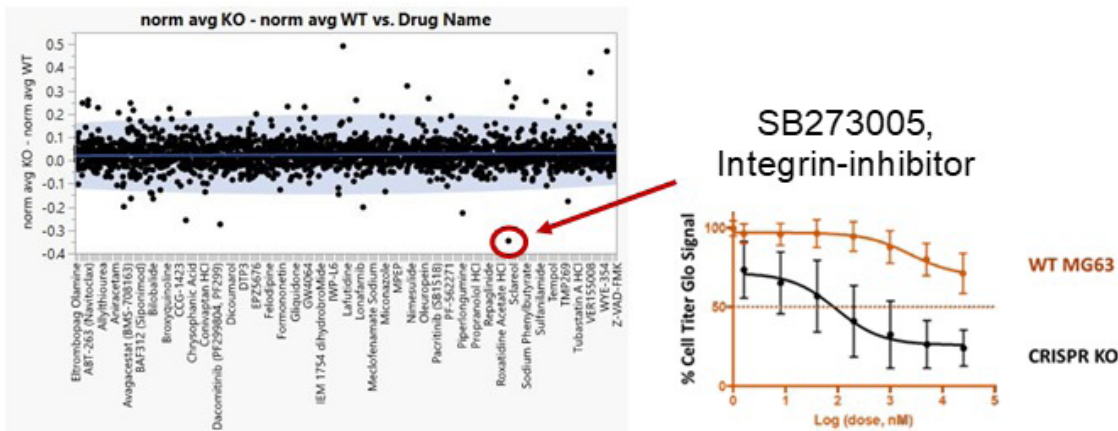 norm avg KO - norm avg WT vs. Drug Name
norm avg KO - norm avg WT
0.5
0.4
0.3
0.2
0.1
0.0
-0.1
-0.2
-0.3
-0.4
Eltrombopag Olamine
ABT-263 (Navitoclax)
Allylthiourea
Aniracetam
Avagacestat (BMS-708163)
BAF312 (Siponimod)
Bilobalide
Broxyquinoline
CCG-1423
Chrysophanic Acid
Conivaptan HCl
Dacomitinib (PF299804, PF299)
Dicoumarol
DTP3
EPZ5676
Felodipine
Formononetin
Glipizide
GW4064
IEM 1754 dihydrobroMide
IWP-L6
Lafutidine
Lonafarnib
Meclofenamate Sodium
Miconazole
MPEP
Nimesulide
Oleuropein
Pacritinib (SB1518)
PF-562271
Piperlongumine
Propranolol HCl
Repaglinide
Roxatidine Acetate HCl
Sclareol
Sodium Phenylbutyrate
Sulfanilamide
Tempol
TMP269
Tubastatin A HCl
VER155008
WYE-354
Z-VAD-FMK
SB273005,
Integrin-inhibitor
% Cell Titer Glo Signal
100
50
0
0
1
2
3
4
5
Log (dose, nM)
WT MG63
CRISPR KO